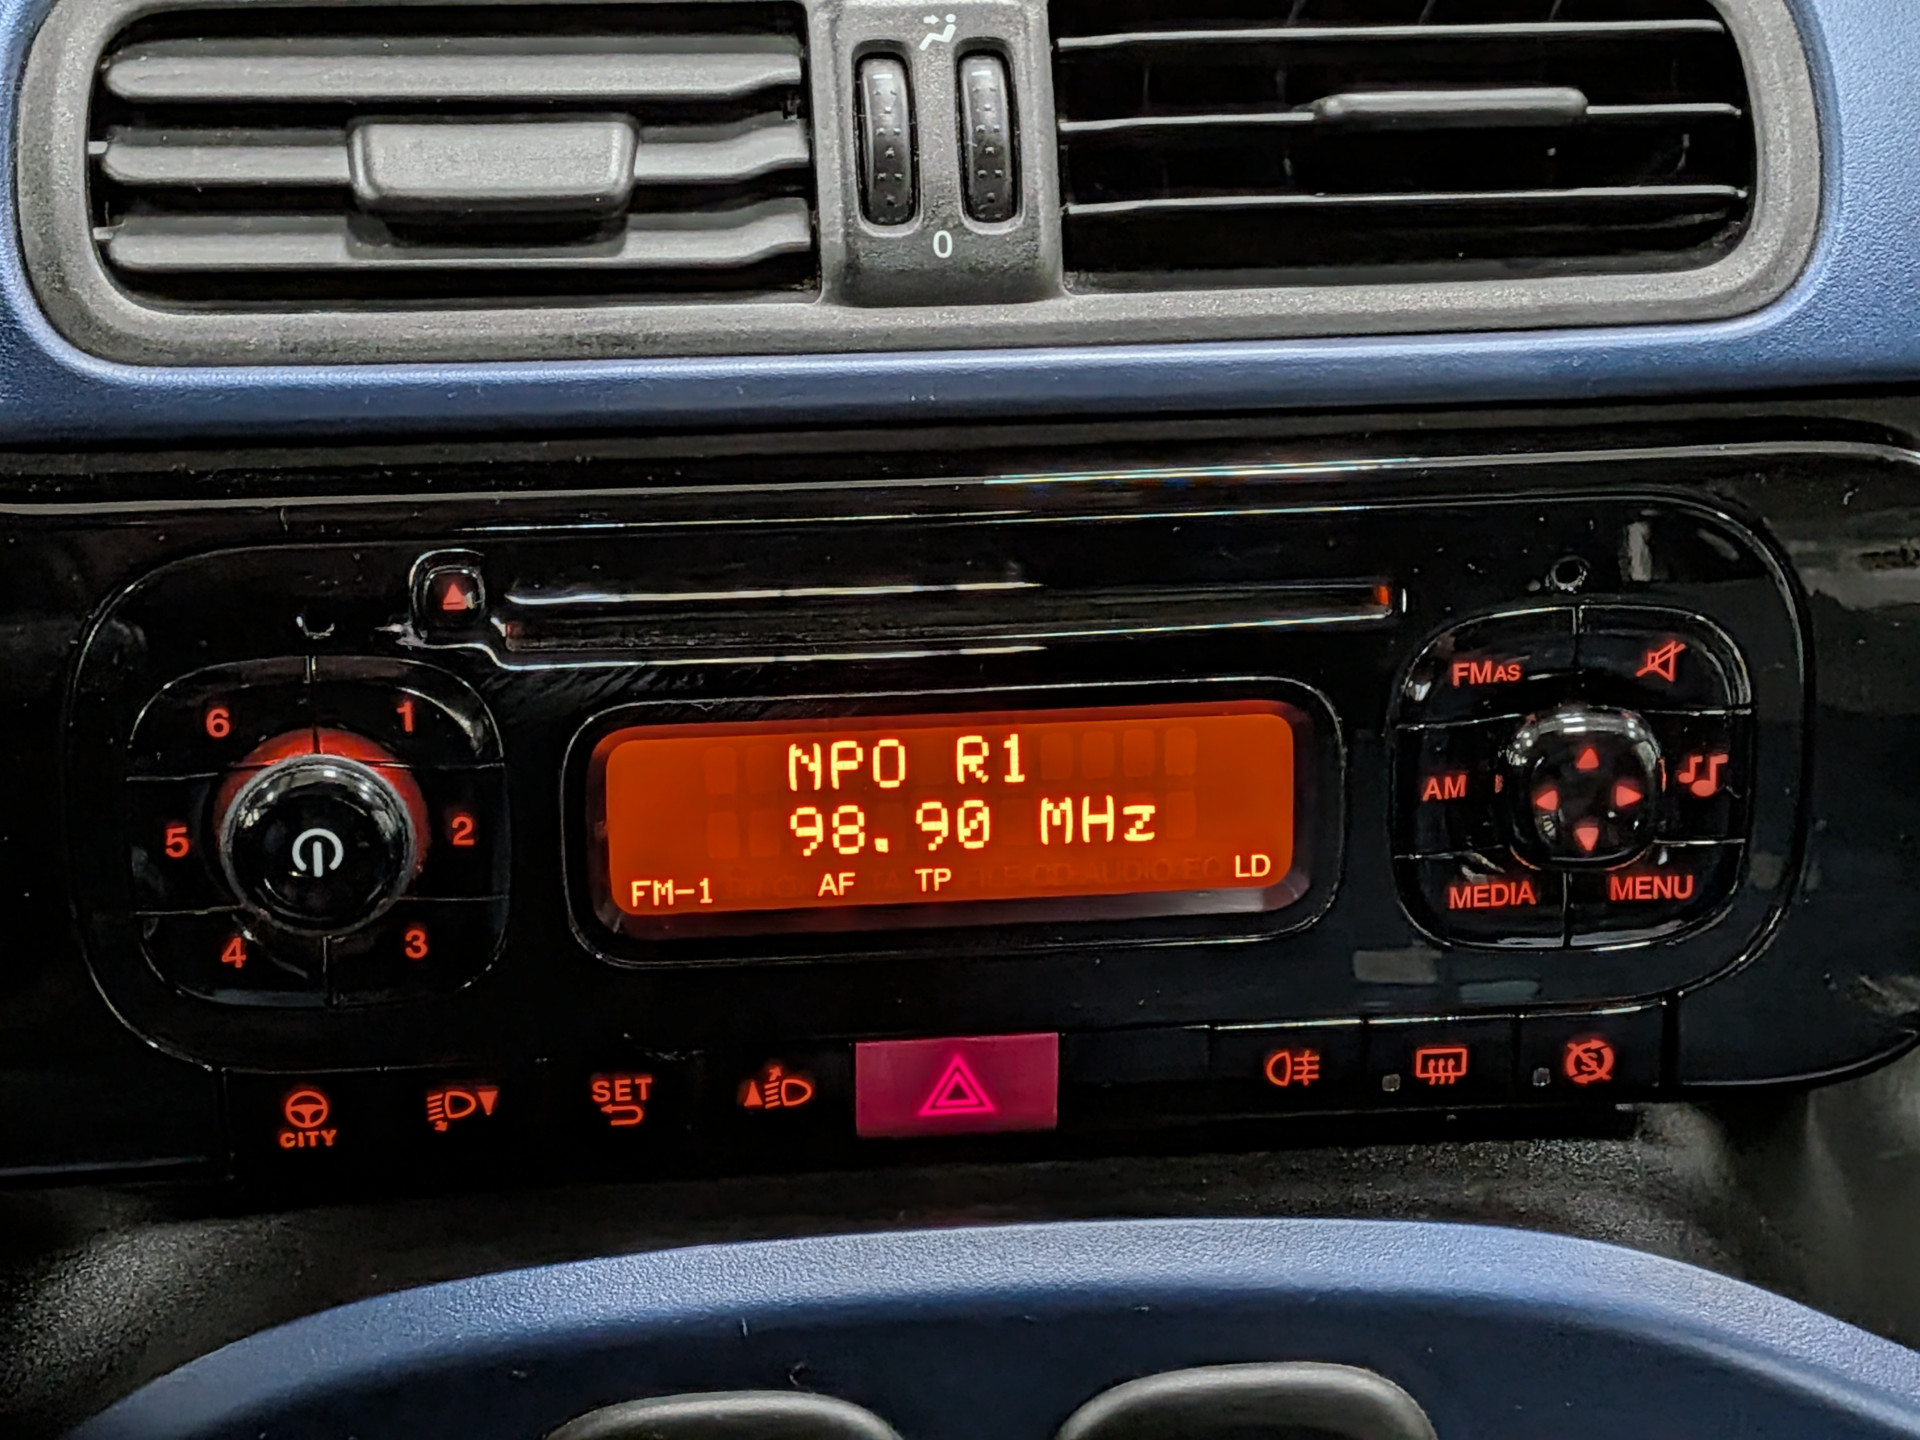 0
6
1
5
2
4
3
NPO R1
98.90 MHz
FM-1 AF TP LD
FMAS
AM
MEDIA
MENU
CITY
SET